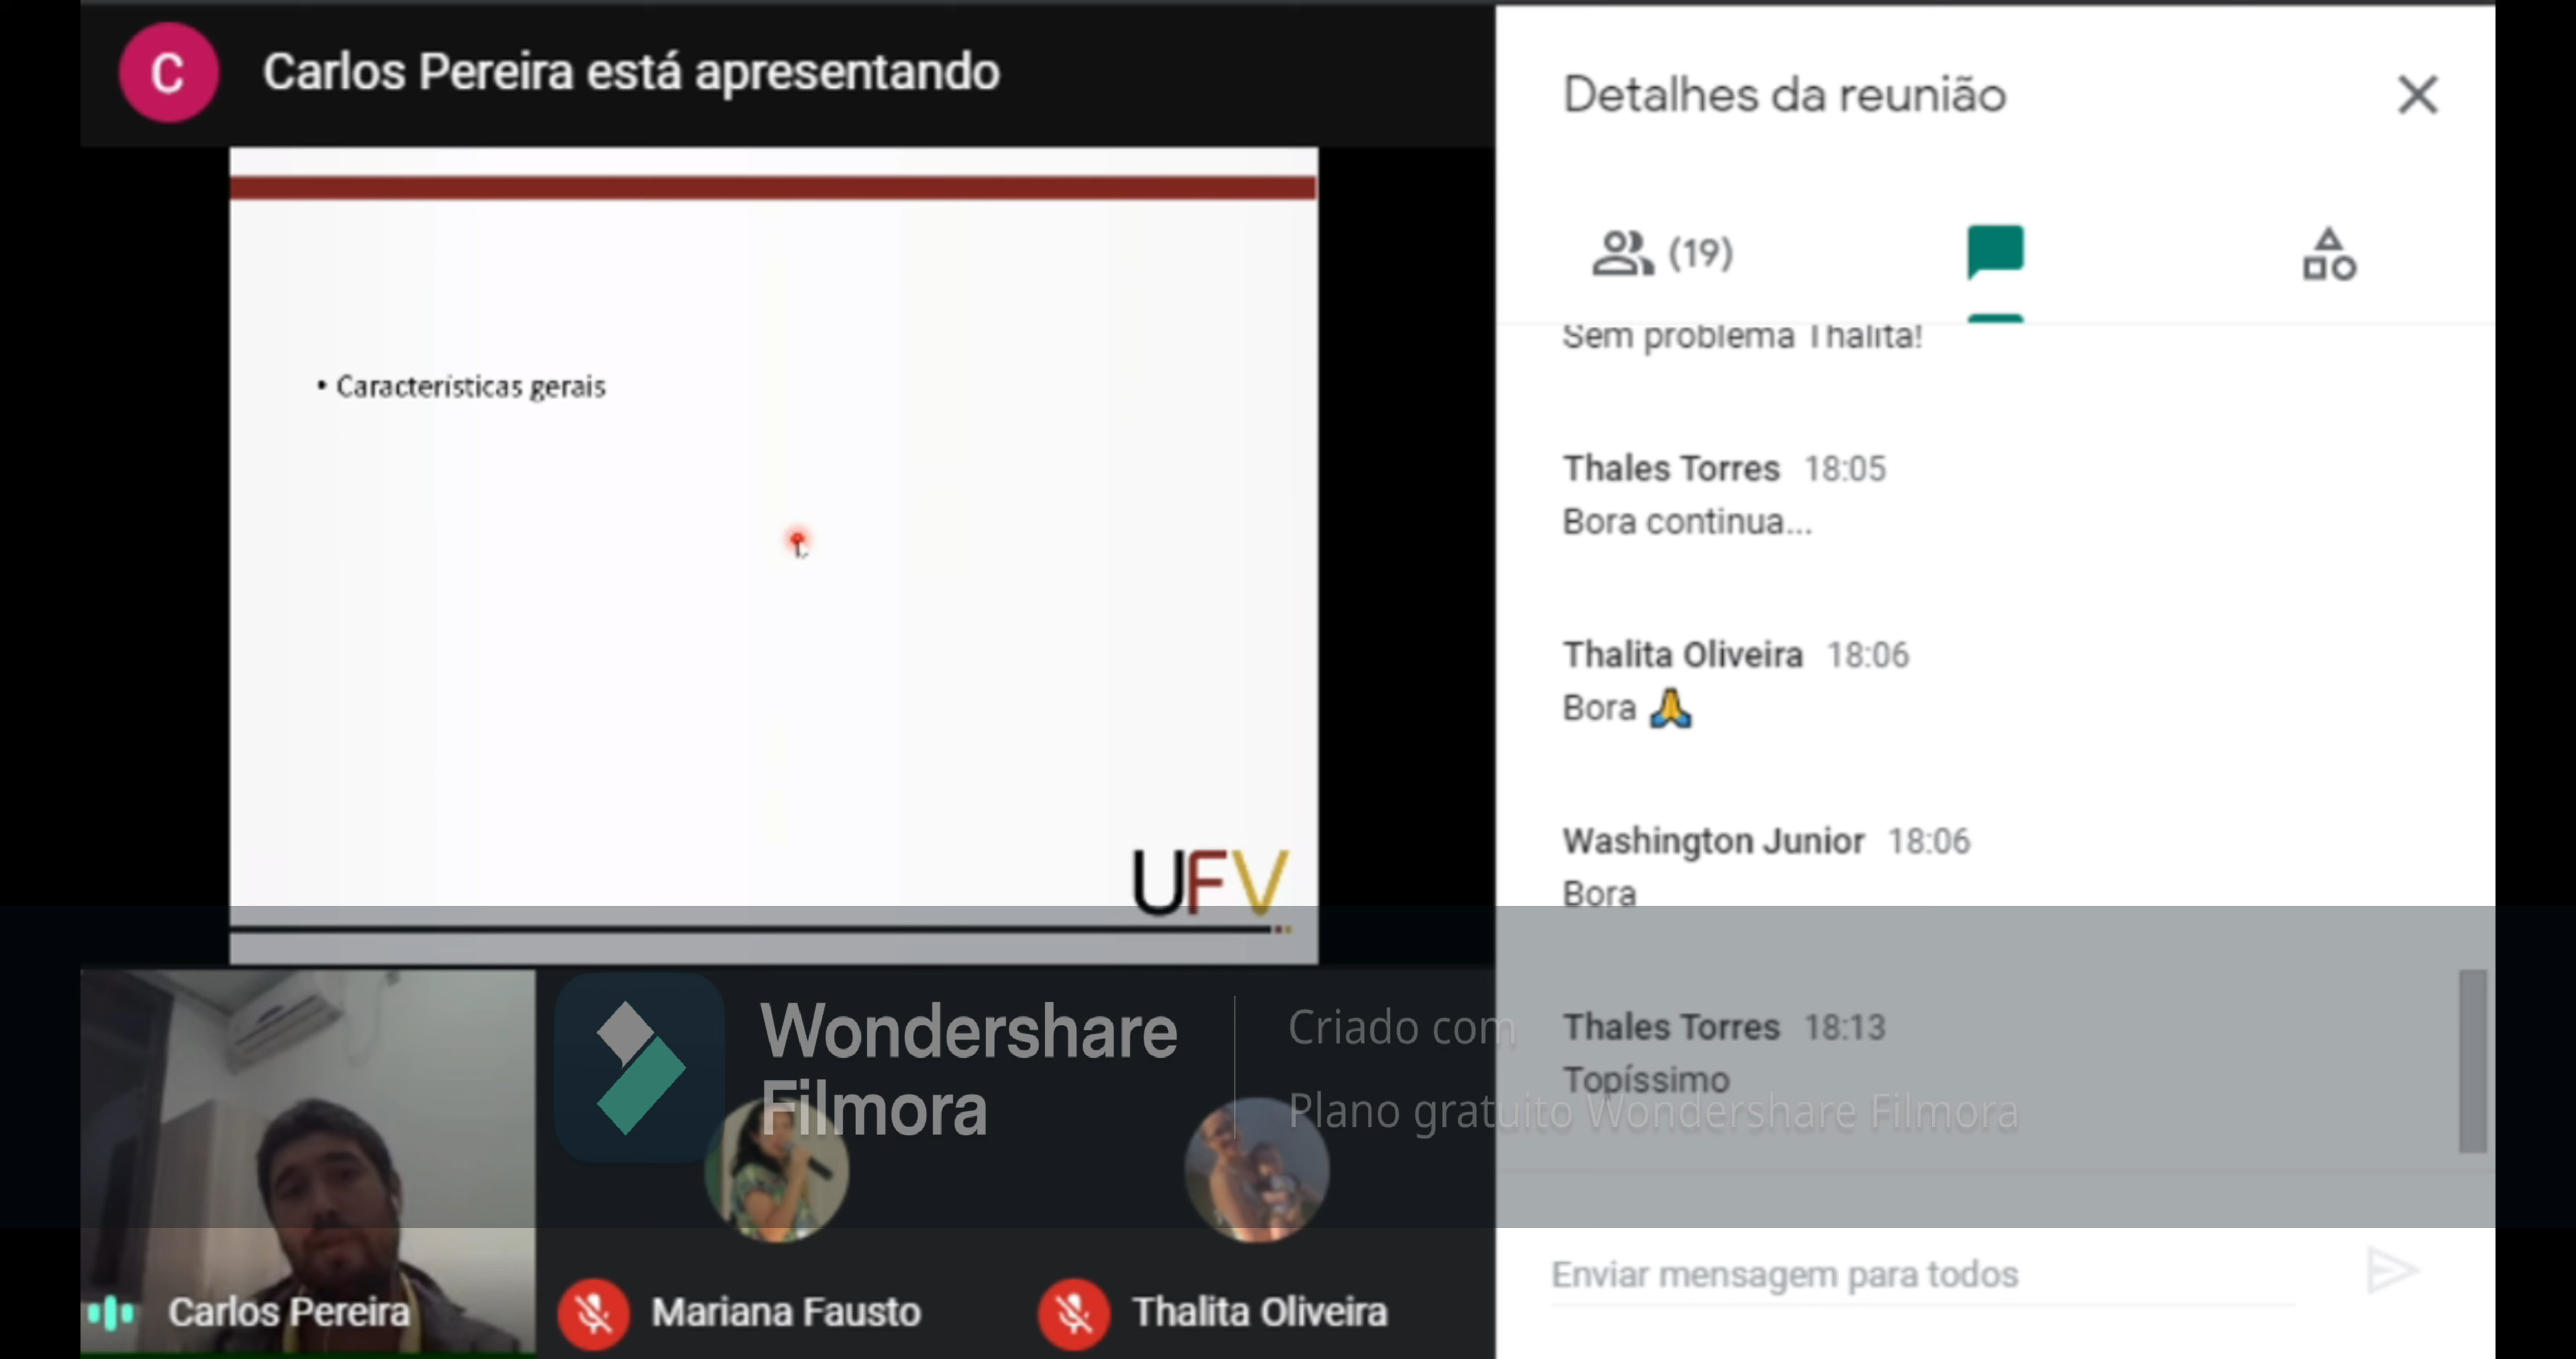 C
Carlos Pereira está apresentando
• Características gerais
UFV
Carlos Pereira
Mariana Fausto
Thalita Oliveira
Detalhes da reunião
(19)
Sem problema Thalita!
Thales Torres 18:05
Bora continua...
Thalita Oliveira 18:06
Bora 🙏
Washington Junior 18:06
Bora
Thales Torres 18:13
Topíssimo
Enviar mensagem para todos
Wondershare
Filmora
Criado com
Plano gratuito Wondershare Filmora